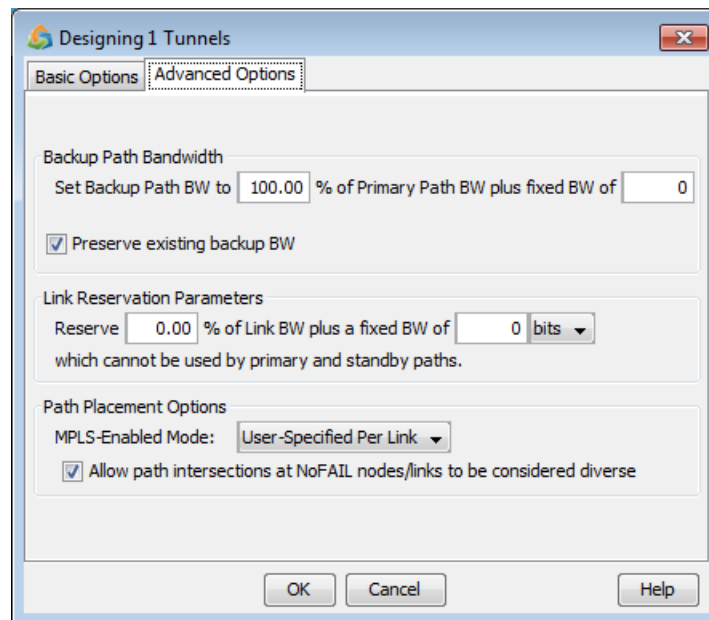 Designing 1 Tunnels
Basic Options Advanced Options
Backup Path Bandwidth
Set Backup Path BW to 100.00 % of Primary Path BW plus fixed BW of 0
Preserve existing backup BW
Link Reservation Parameters
Reserve 0.00 % of Link BW plus a fixed BW of 0 bits
which cannot be used by primary and standby paths.
Path Placement Options
MPLS-Enabled Mode: User-Specified Per Link
Allow path intersections at NoFAIL nodes/links to be considered diverse
OK Cancel Help